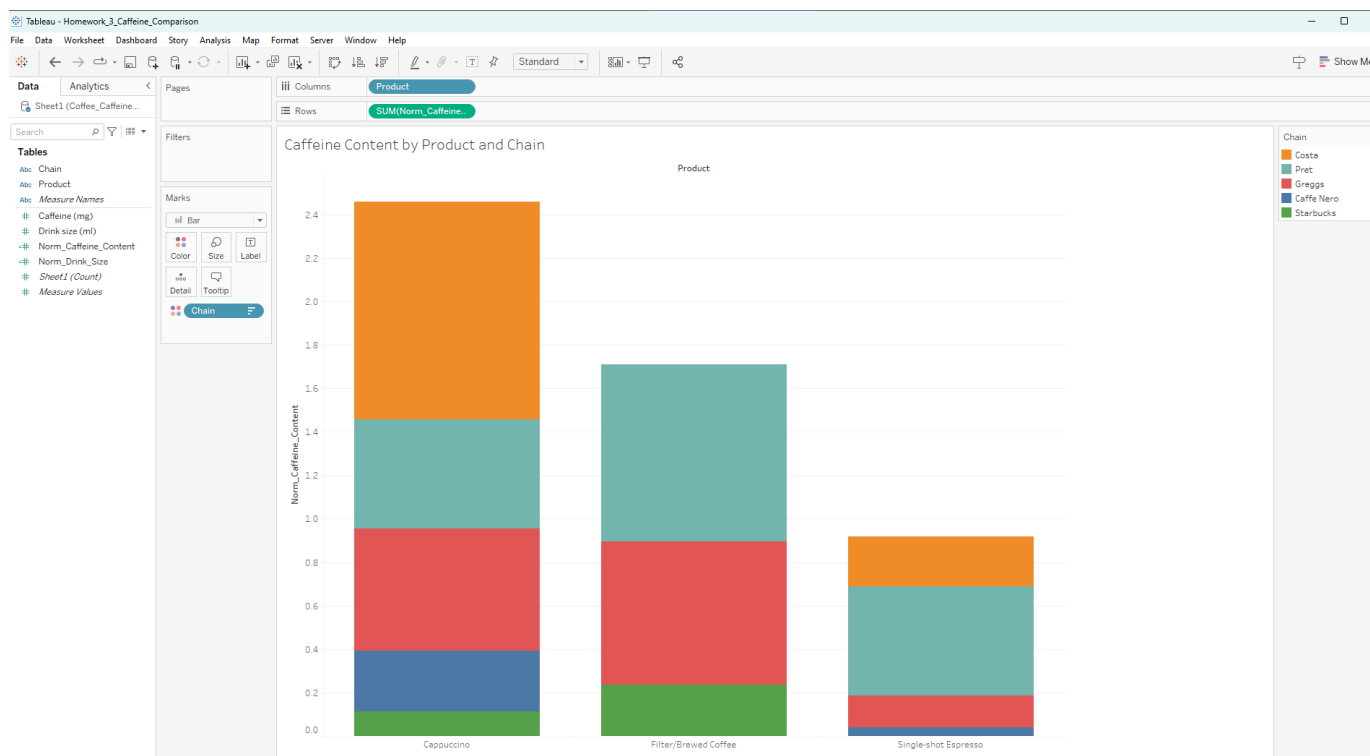 Tableau - Homework_3_Caffeine_Comparison
File Data Worksheet Dashboard Story Analysis Map Format Server Window Help
Standard
Show Me
Data Analytics
Sheet1 (Coffee_Caffeine...
Search
Tables
Abc Chain
Abc Product
Abc Measure Names
# Caffeine (mg)
# Drink size (ml)
=# Norm_Caffeine_Content
=# Norm_Drink_Size
# Sheet1 (Count)
# Measure Values
Pages
Filters
Marks
Bar
Color Size Label
Detail Tooltip
Chain
Columns Product
Rows SUM(Norm_Caffeine..
Caffeine Content by Product and Chain
Product
Norm_Caffeine_Content
2.4
2.2
2.0
1.8
1.6
1.4
1.2
1.0
0.8
0.6
0.4
0.2
0.0
Cappuccino Filter/Brewed Coffee Single-shot Espresso
Chain
Costa
Pret
Greggs
Caffe Nero
Starbucks